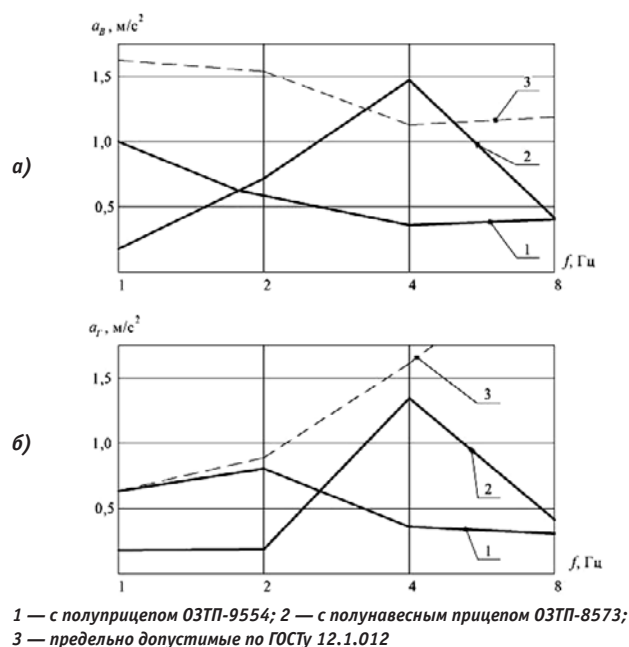 a_В, м/с²
1,5
1,0
0,5
а)
3
2
1
f, Гц
1
2
4
8
a_Г, м/с²
1,5
1,0
0,5
б)
3
2
1
f, Гц
1
2
4
8
1 — с полуприцепом ОЗТП-9554; 2 — с полунавесным прицепом ОЗТП-8573;
3 — предельно допустимые по ГОСТу 12.1.012